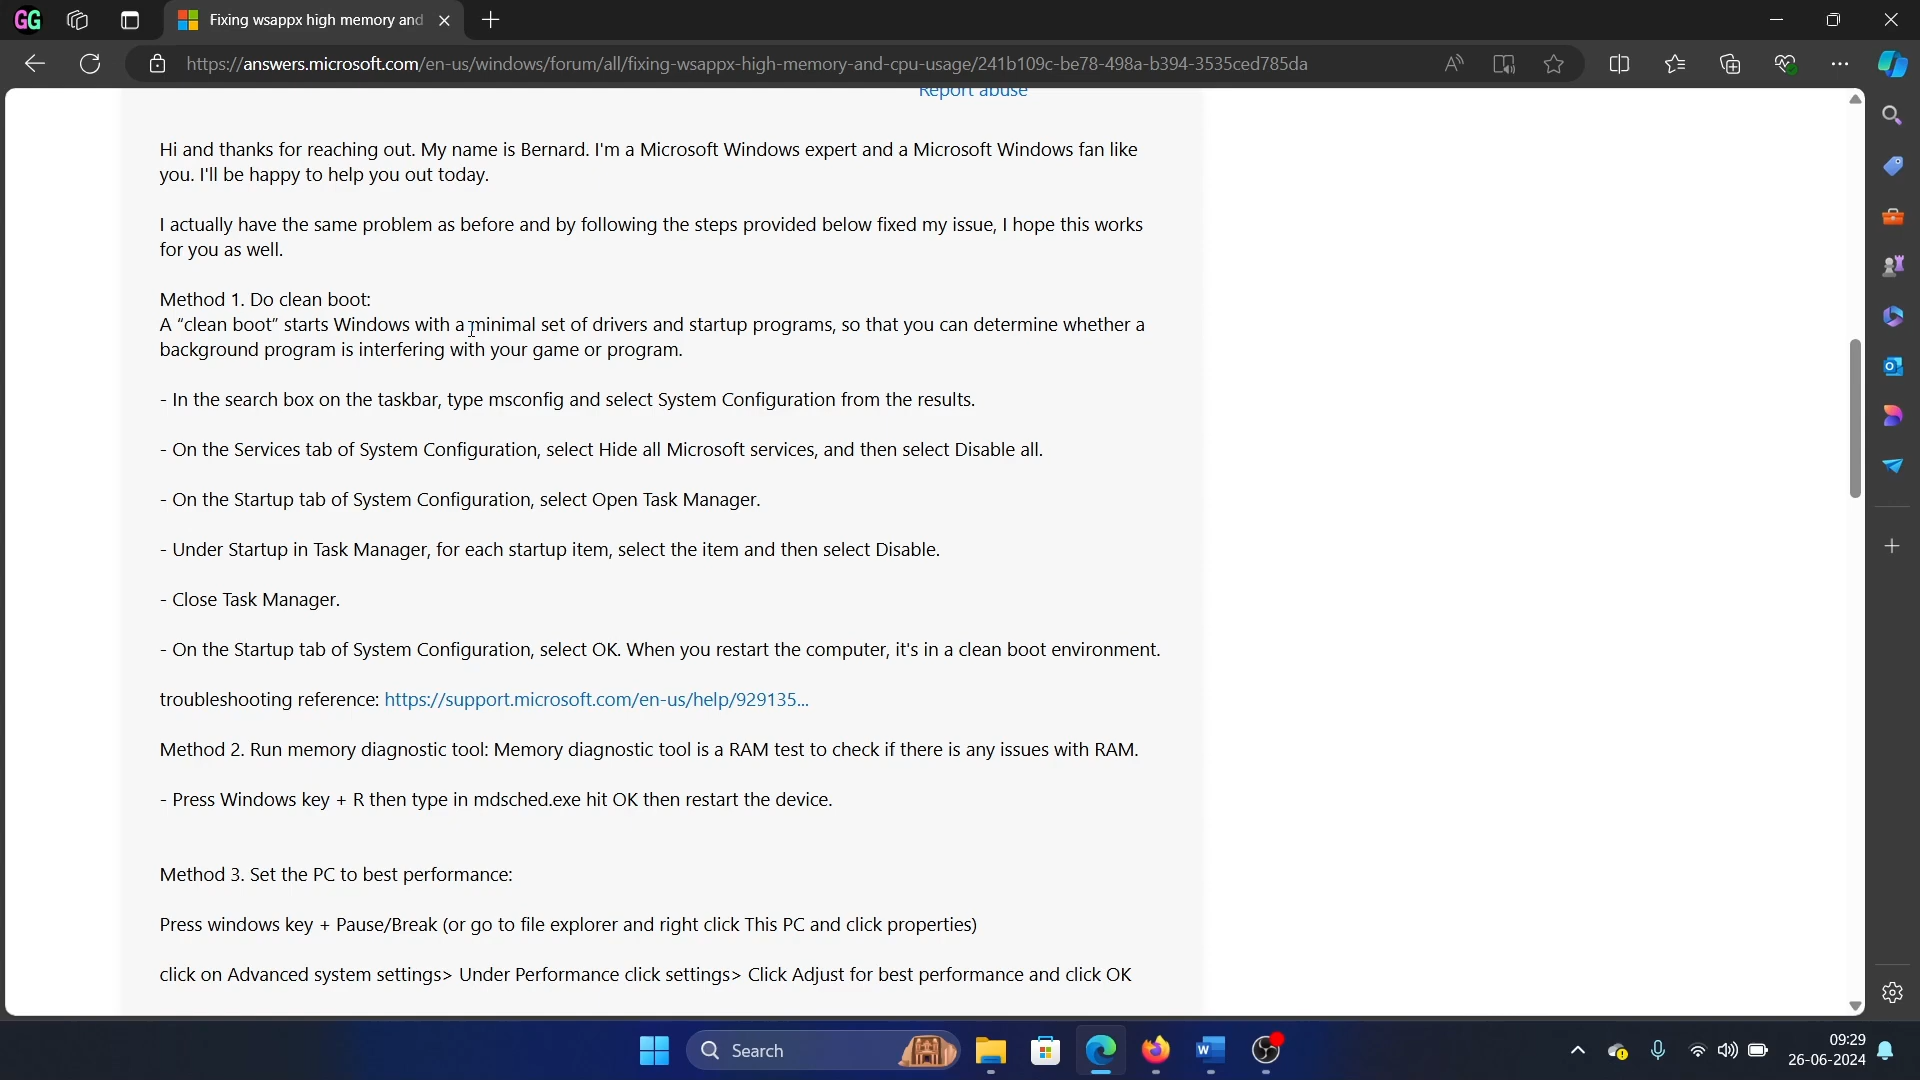 Fixing wsappx high memory and
https://answers.microsoft.com/en-us/windows/forum/all/fixing-wsappx-high-memory-and-cpu-usage/241b109c-be78-498a-b394-3535ced785da
Report abuse
Hi and thanks for reaching out. My name is Bernard. I'm a Microsoft Windows expert and a Microsoft Windows fan like
you. I'll be happy to help you out today.
I actually have the same problem as before and by following the steps provided below fixed my issue, I hope this works
for you as well.
Method 1. Do clean boot:
A “clean boot” starts Windows with a minimal set of drivers and startup programs, so that you can determine whether a
background program is interfering with your game or program.
- In the search box on the taskbar, type msconfig and select System Configuration from the results.
- On the Services tab of System Configuration, select Hide all Microsoft services, and then select Disable all.
- On the Startup tab of System Configuration, select Open Task Manager.
- Under Startup in Task Manager, for each startup item, select the item and then select Disable.
- Close Task Manager.
- On the Startup tab of System Configuration, select OK. When you restart the computer, it's in a clean boot environment.
troubleshooting reference: https://support.microsoft.com/en-us/help/929135...
Method 2. Run memory diagnostic tool: Memory diagnostic tool is a RAM test to check if there is any issues with RAM.
- Press Windows key + R then type in mdsched.exe hit OK then restart the device.
Method 3. Set the PC to best performance:
Press windows key + Pause/Break (or go to file explorer and right click This PC and click properties)
click on Advanced system settings> Under Performance click settings> Click Adjust for best performance and click OK
Search
09:29
26-06-2024